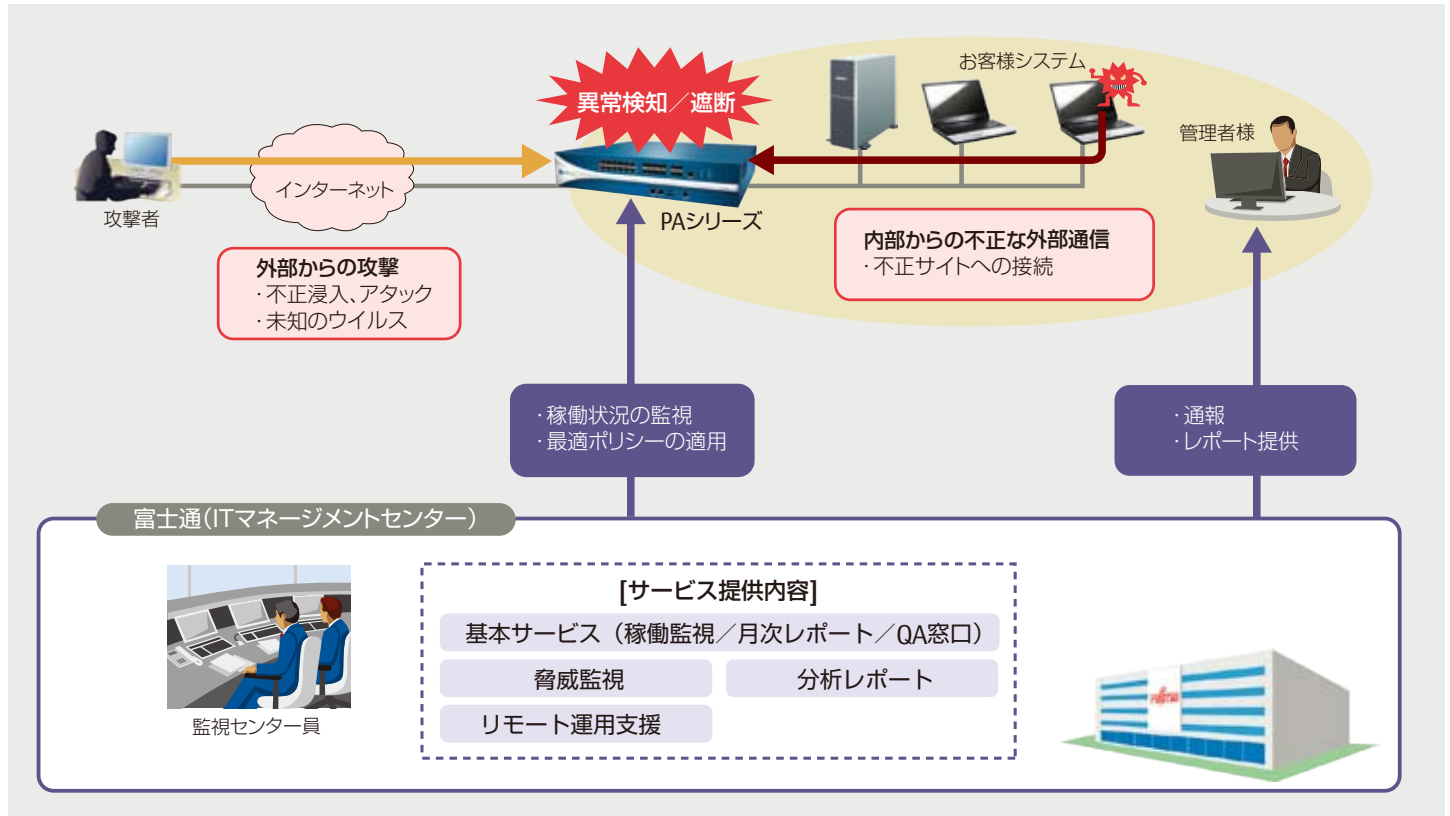 異常検知／遮断
お客様システム
管理者様
インターネット
攻撃者
PAシリーズ
外部からの攻撃
・不正浸入、アタック
・未知のウイルス
内部からの不正な外部通信
・不正サイトへの接続
・稼働状況の監視
・最適ポリシーの適用
・通報
・レポート提供
富士通（ITマネージメントセンター）
監視センター員
[サービス提供内容]
基本サービス（稼働監視／月次レポート／QA窓口）
脅威監視
分析レポート
リモート運用支援
FUJITSU